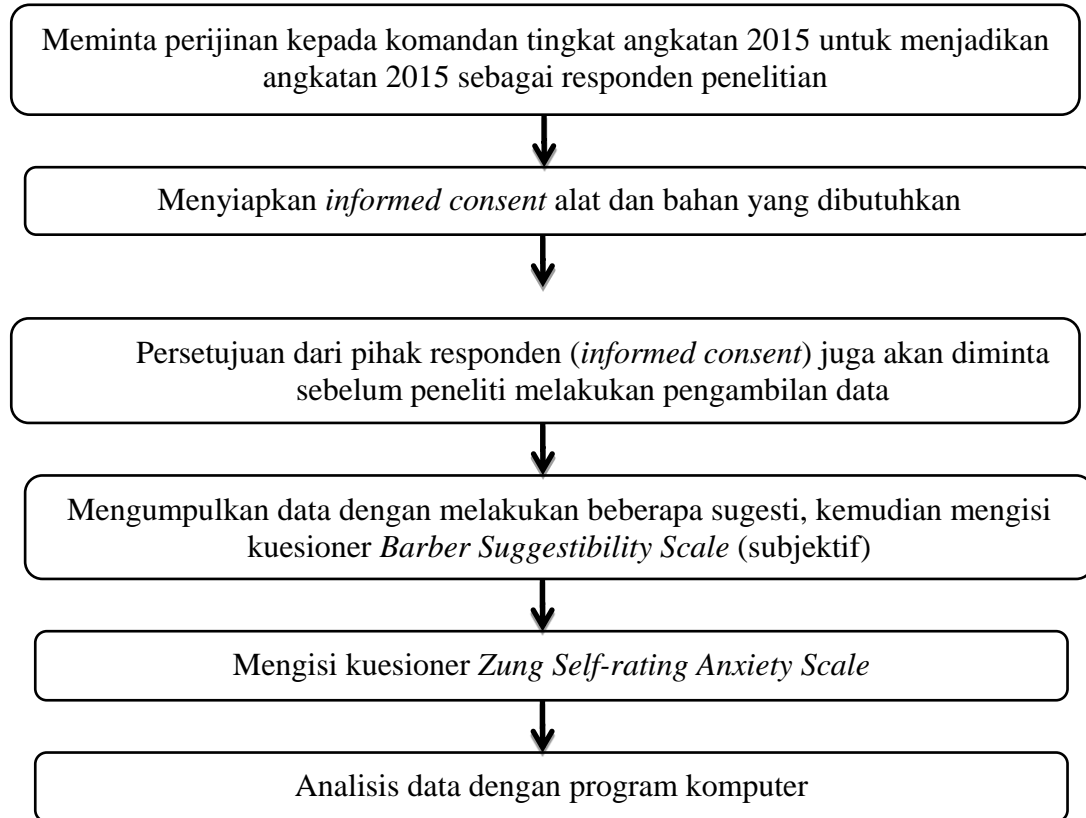 Meminta perijinan kepada komandan tingkat angkatan 2015 untuk menjadikan
angkatan 2015 sebagai responden penelitian
Menyiapkan informed consent alat dan bahan yang dibutuhkan
Persetujuan dari pihak responden (informed consent) juga akan diminta
sebelum peneliti melakukan pengambilan data
Mengumpulkan data dengan melakukan beberapa sugesti, kemudian mengisi
kuesioner Barber Suggestibility Scale (subjektif)
Mengisi kuesioner Zung Self-rating Anxiety Scale
Analisis data dengan program komputer